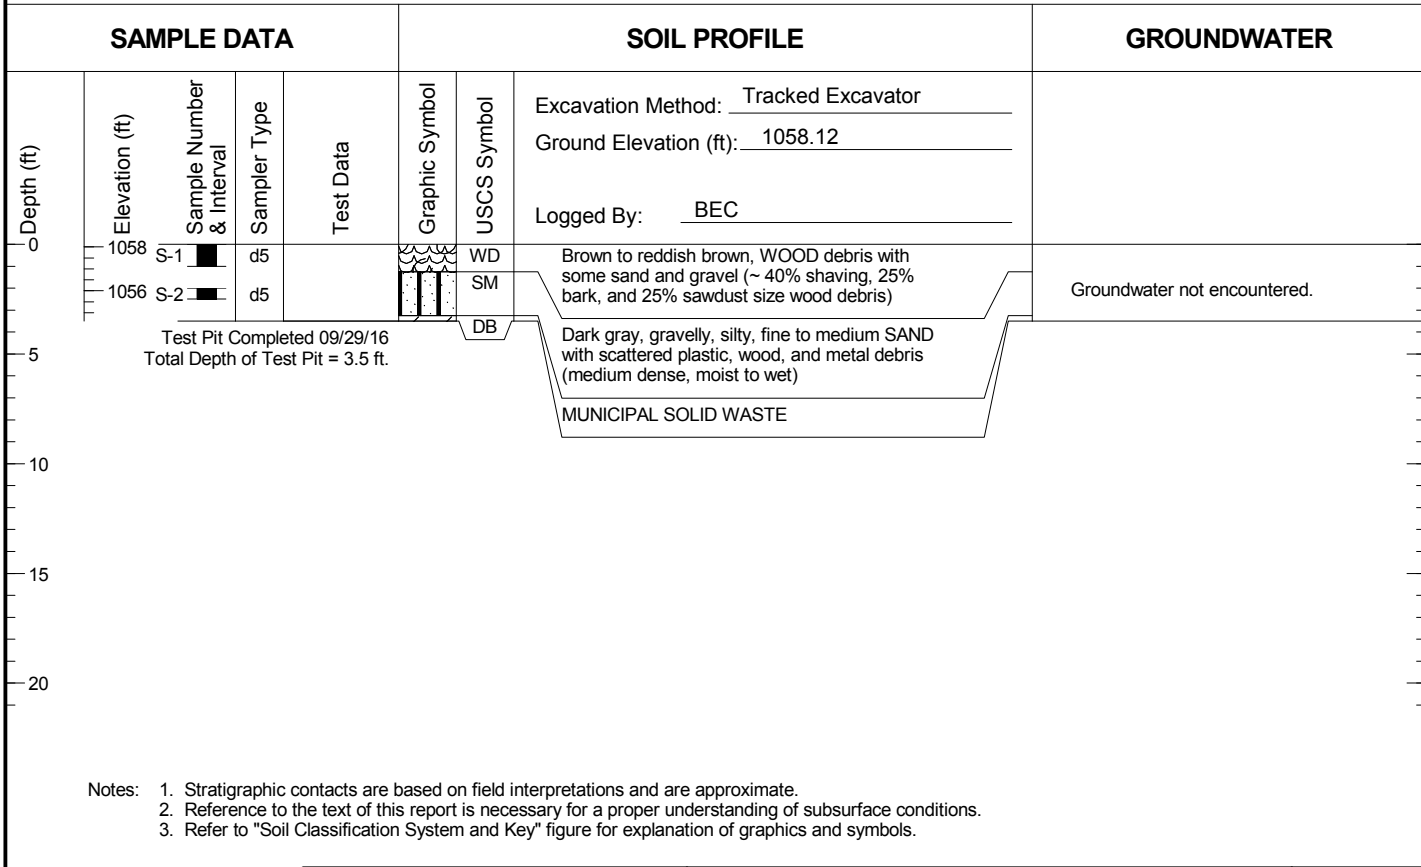 SAMPLE DATA
SOIL PROFILE
GROUNDWATER
Depth (ft)
Elevation (ft)
Sample Number
& Interval
Sampler Type
Test Data
Graphic Symbol
USCS Symbol
Excavation Method: Tracked Excavator
Ground Elevation (ft): 1058.12
Logged By: BEC
0
1058
S-1
d5
WD
Brown to reddish brown, WOOD debris with
some sand and gravel (~ 40% shaving, 25%
bark, and 25% sawdust size wood debris)
1056
S-2
d5
SM
Groundwater not encountered.
DB
Dark gray, gravelly, silty, fine to medium SAND
with scattered plastic, wood, and metal debris
(medium dense, moist to wet)
Test Pit Completed 09/29/16
Total Depth of Test Pit = 3.5 ft.
5
MUNICIPAL SOLID WASTE
10
15
20
Notes: 1. Stratigraphic contacts are based on field interpretations and are approximate.
2. Reference to the text of this report is necessary for a proper understanding of subsurface conditions.
3. Refer to "Soil Classification System and Key" figure for explanation of graphics and symbols.